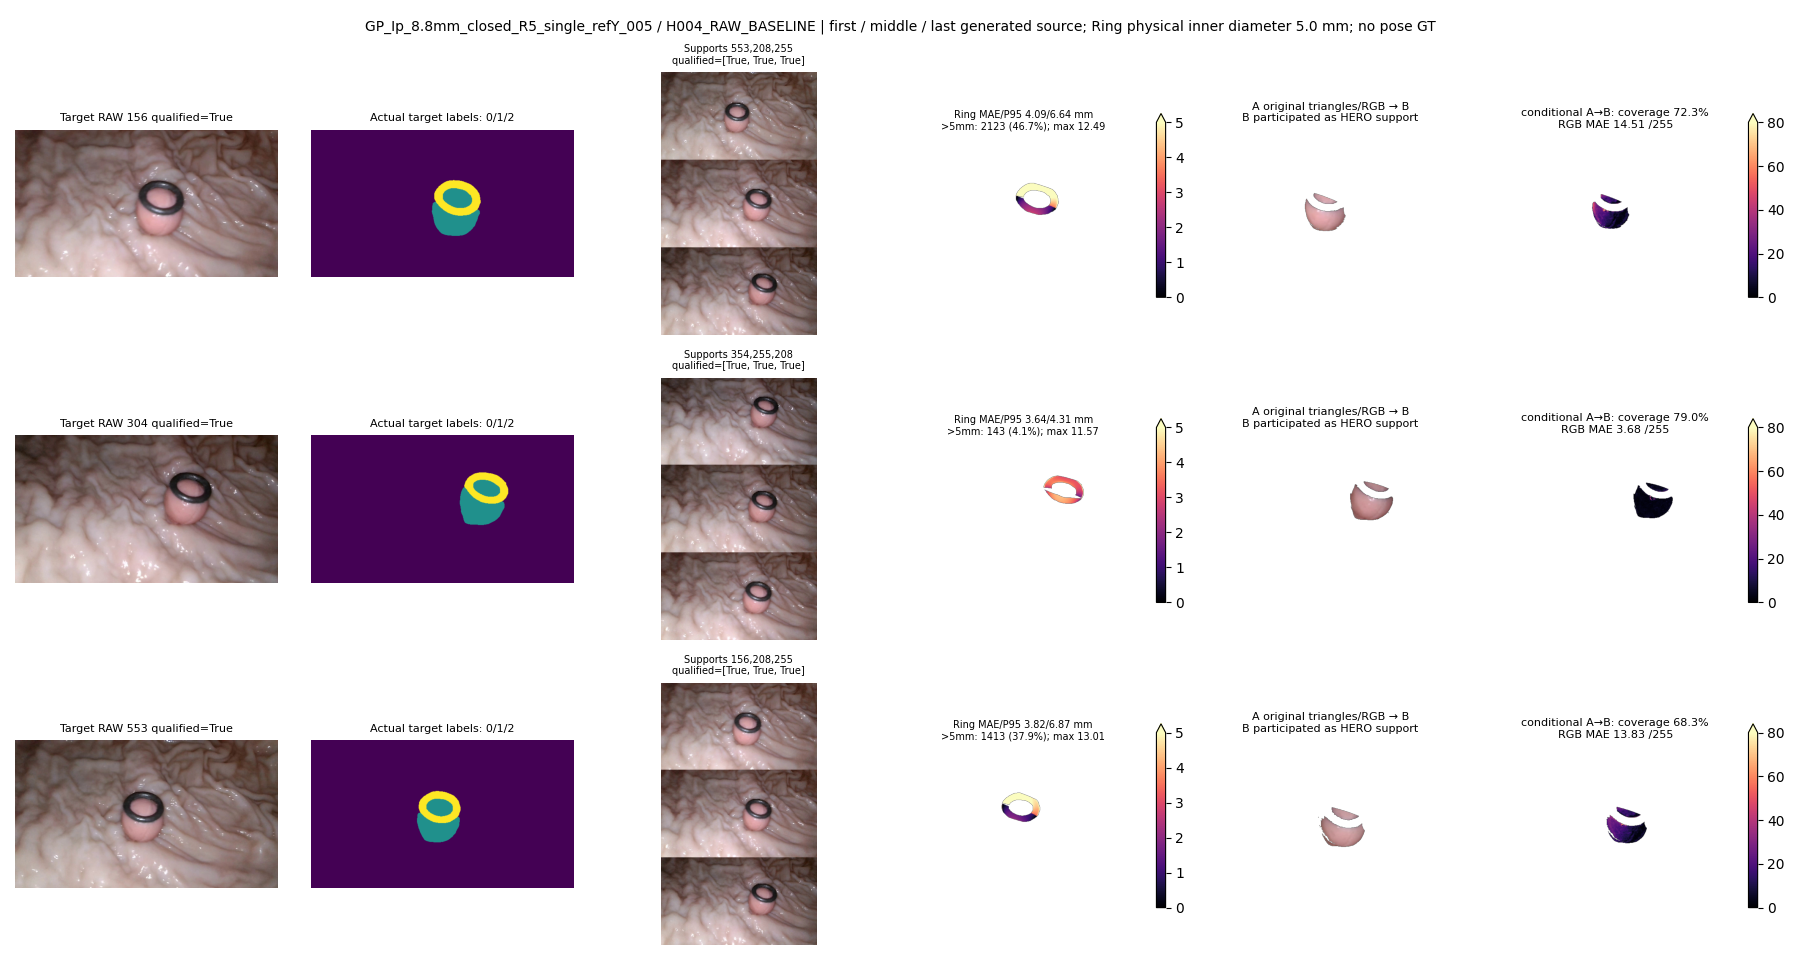 GP_Ip_8.8mm_closed_R5_single_refY_005 / H004_RAW_BASELINE | first / middle / last generated source; Ring physical inner diameter 5.0 mm; no pose GT
Target RAW 156 qualified=True
Actual target labels: 0/1/2
Supports 553,208,255
qualified=[True, True, True]
Ring MAE/P95 4.09/6.64 mm
>5mm: 2123 (46.7%); max 12.49
5
4
3
2
1
0
A original triangles/RGB → B
B participated as HERO support
conditional A→B: coverage 72.3%
RGB MAE 14.51 /255
80
60
40
20
0
Target RAW 304 qualified=True
Actual target labels: 0/1/2
Supports 354,255,208
qualified=[True, True, True]
Ring MAE/P95 3.64/4.31 mm
>5mm: 143 (4.1%); max 11.57
5
4
3
2
1
0
A original triangles/RGB → B
B participated as HERO support
conditional A→B: coverage 79.0%
RGB MAE 3.68 /255
80
60
40
20
0
Target RAW 553 qualified=True
Actual target labels: 0/1/2
Supports 156,208,255
qualified=[True, True, True]
Ring MAE/P95 3.82/6.87 mm
>5mm: 1413 (37.9%); max 13.01
5
4
3
2
1
0
A original triangles/RGB → B
B participated as HERO support
conditional A→B: coverage 68.3%
RGB MAE 13.83 /255
80
60
40
20
0